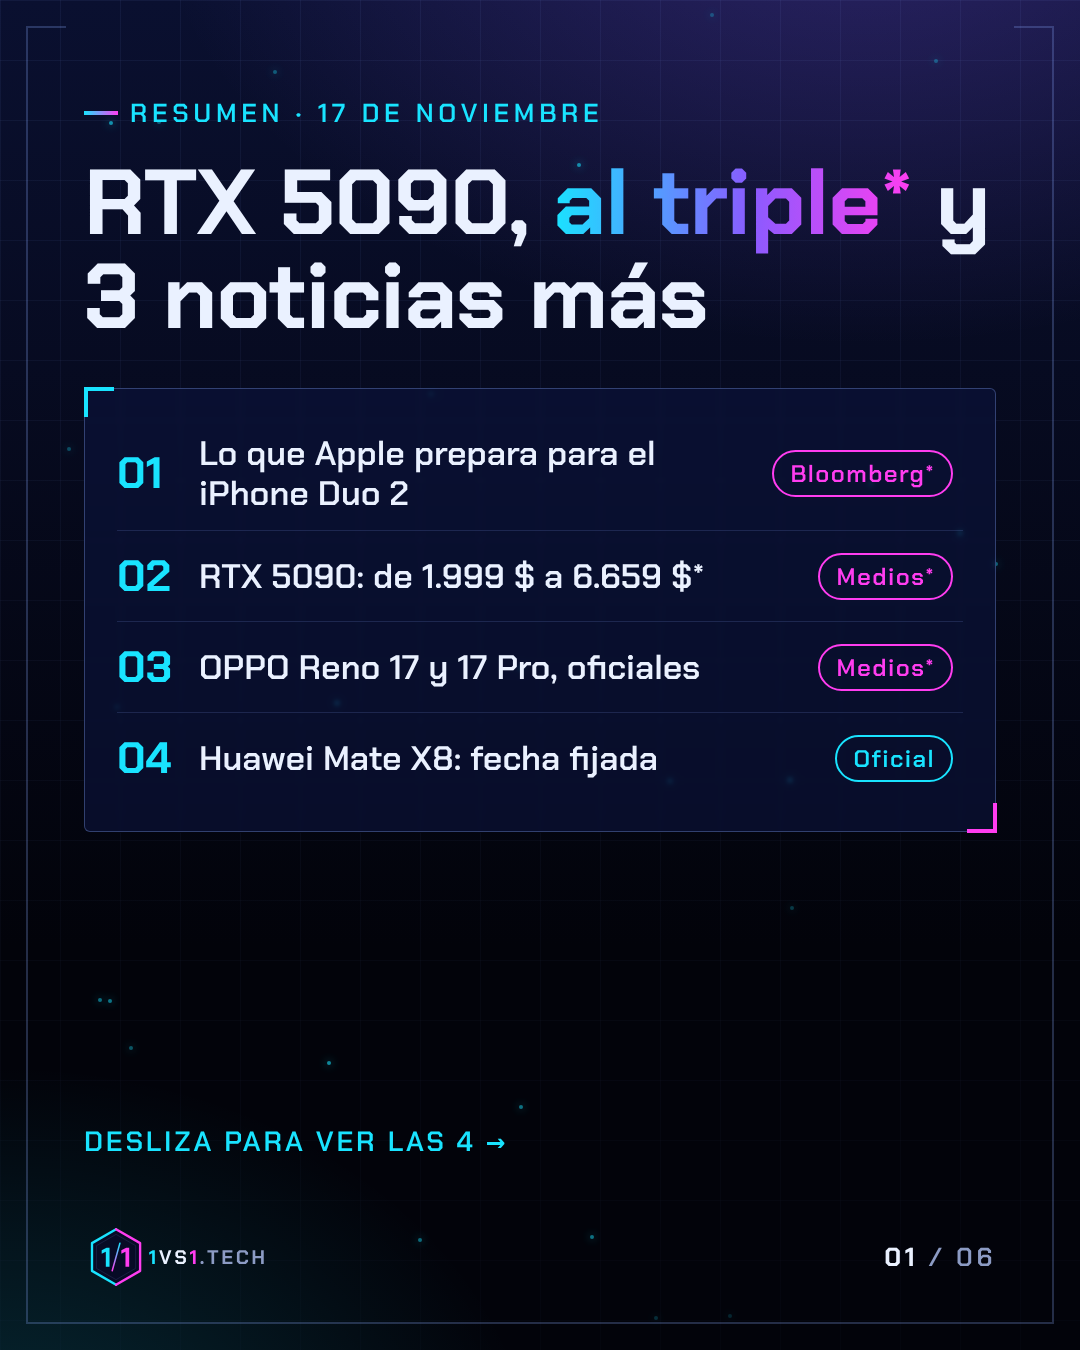 RESUMEN · 17 DE NOVIEMBRE
RTX 5090, al triple* y
3 noticias más
01 Lo que Apple prepara para el
iPhone Duo 2
Bloomberg*
02 RTX 5090: de 1.999 $ a 6.659 $* Medios*
03 OPPO Reno 17 y 17 Pro, oficiales Medios*
04 Huawei Mate X8: fecha fijada Oficial
DESLIZA PARA VER LAS 4 →
1/1 1VS1.TECH 01 / 06